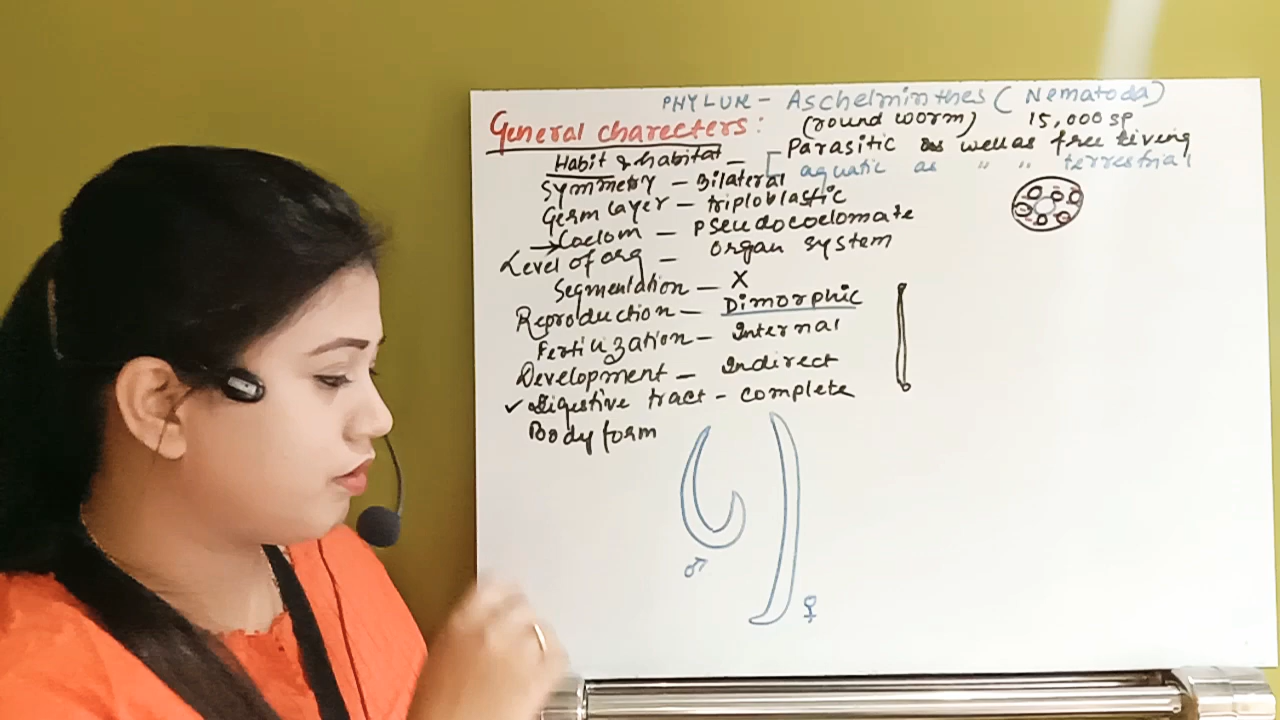 PHYLUM - Aschelminthes (Nematoda)
General charecters: (round worm) 15,000 sp
Habit & habitat - Parasitic as well as free living
aquatic as " " terrestrial
Symmetry - Bilateral
Germ layer - triploblastic
→ Coelom - Pseudocoelomate
Level of org - organ system
Segmentation - X
Reproduction - Dimorphic
Fertilization - Internal
Development - Indirect
✓ Digestive tract - complete
Body form
♂
♀